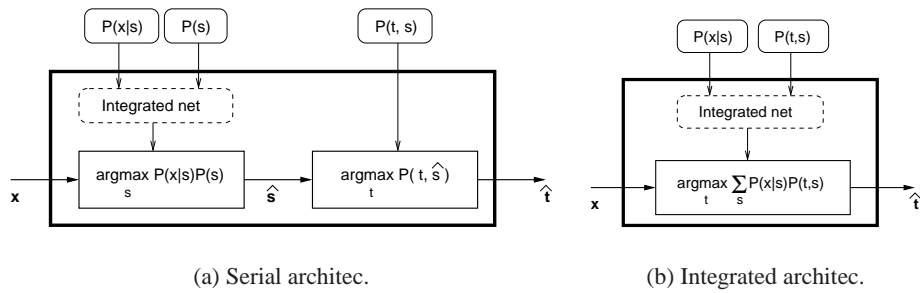 P(x|s) P(s) P(t, s)
P(x|s) P(t,s)
Integrated net
Integrated net
argmax P(x|s)P(s)
s
argmax P( t, ŝ )
t
argmax ∑ P(x|s)P(t,s)
t s
x ŝ t̂
x t̂
(a) Serial architec.
(b) Integrated architec.